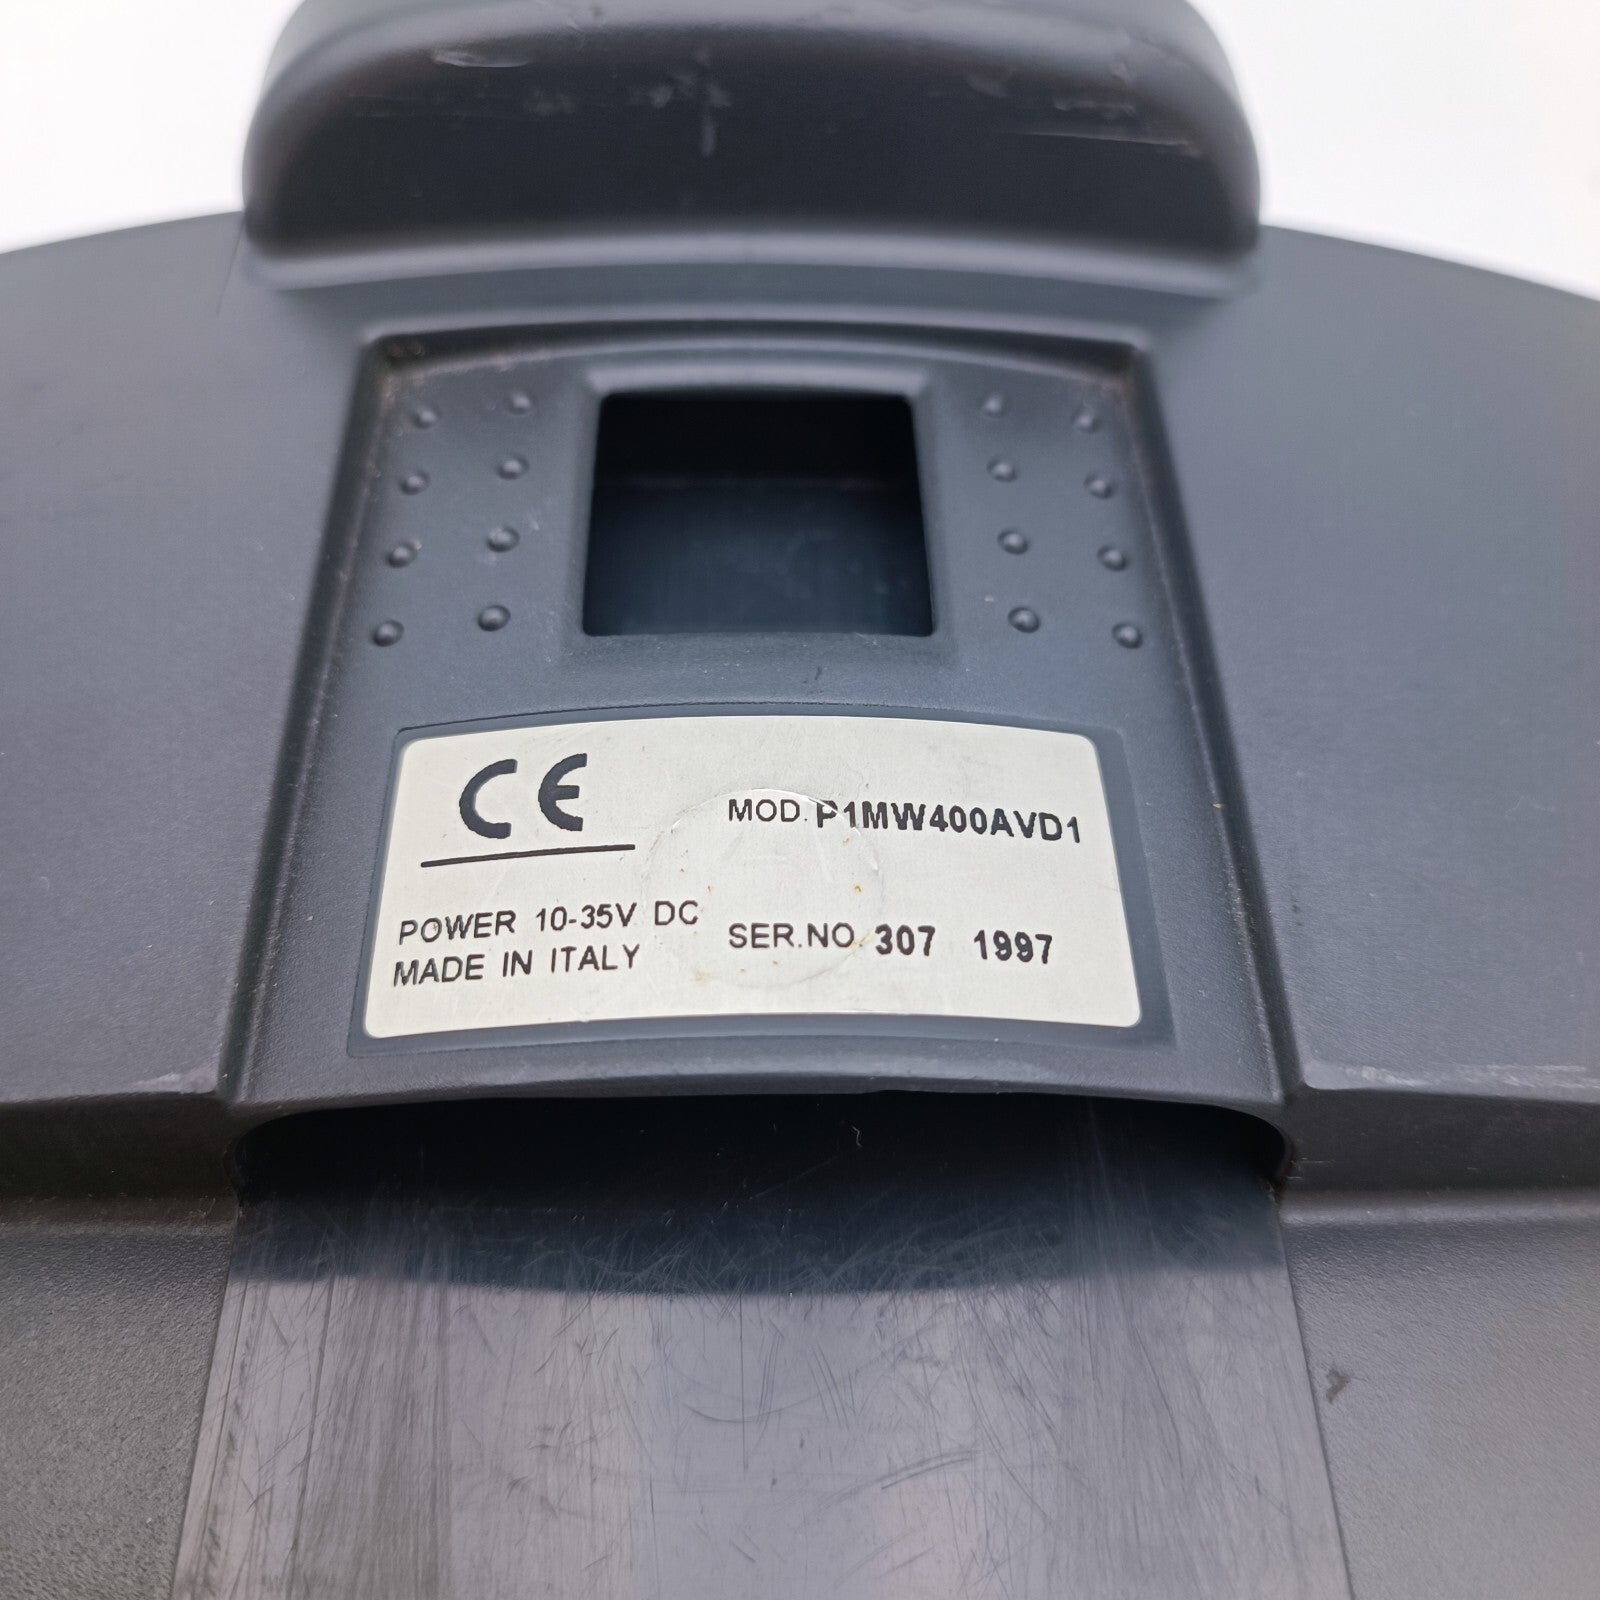 CE
MOD. P1MW400AVD1
POWER 10-35V DC
MADE IN ITALY
SER.NO. 307 1997